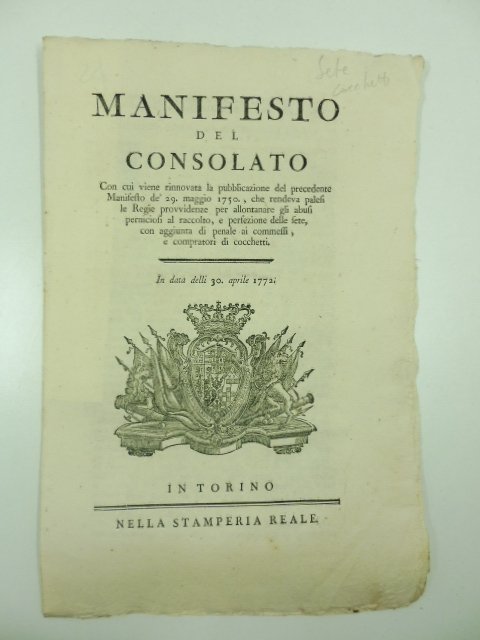 Sete
cocchetti
MANIFESTO
DEL
CONSOLATO
Con cui viene rinnovata la pubblicazione del precedente
Manifesto de' 29. maggio 1750., che rendeva palesi
le Regie provvidenze per allontanare gli abusi
perniciosi al raccolto, e perfezione delle sete,
con aggiunta di penale ai commessi,
e compratori di cocchetti.
In data delli 30. aprile 1772.
IN TORINO
NELLA STAMPERIA REALE.